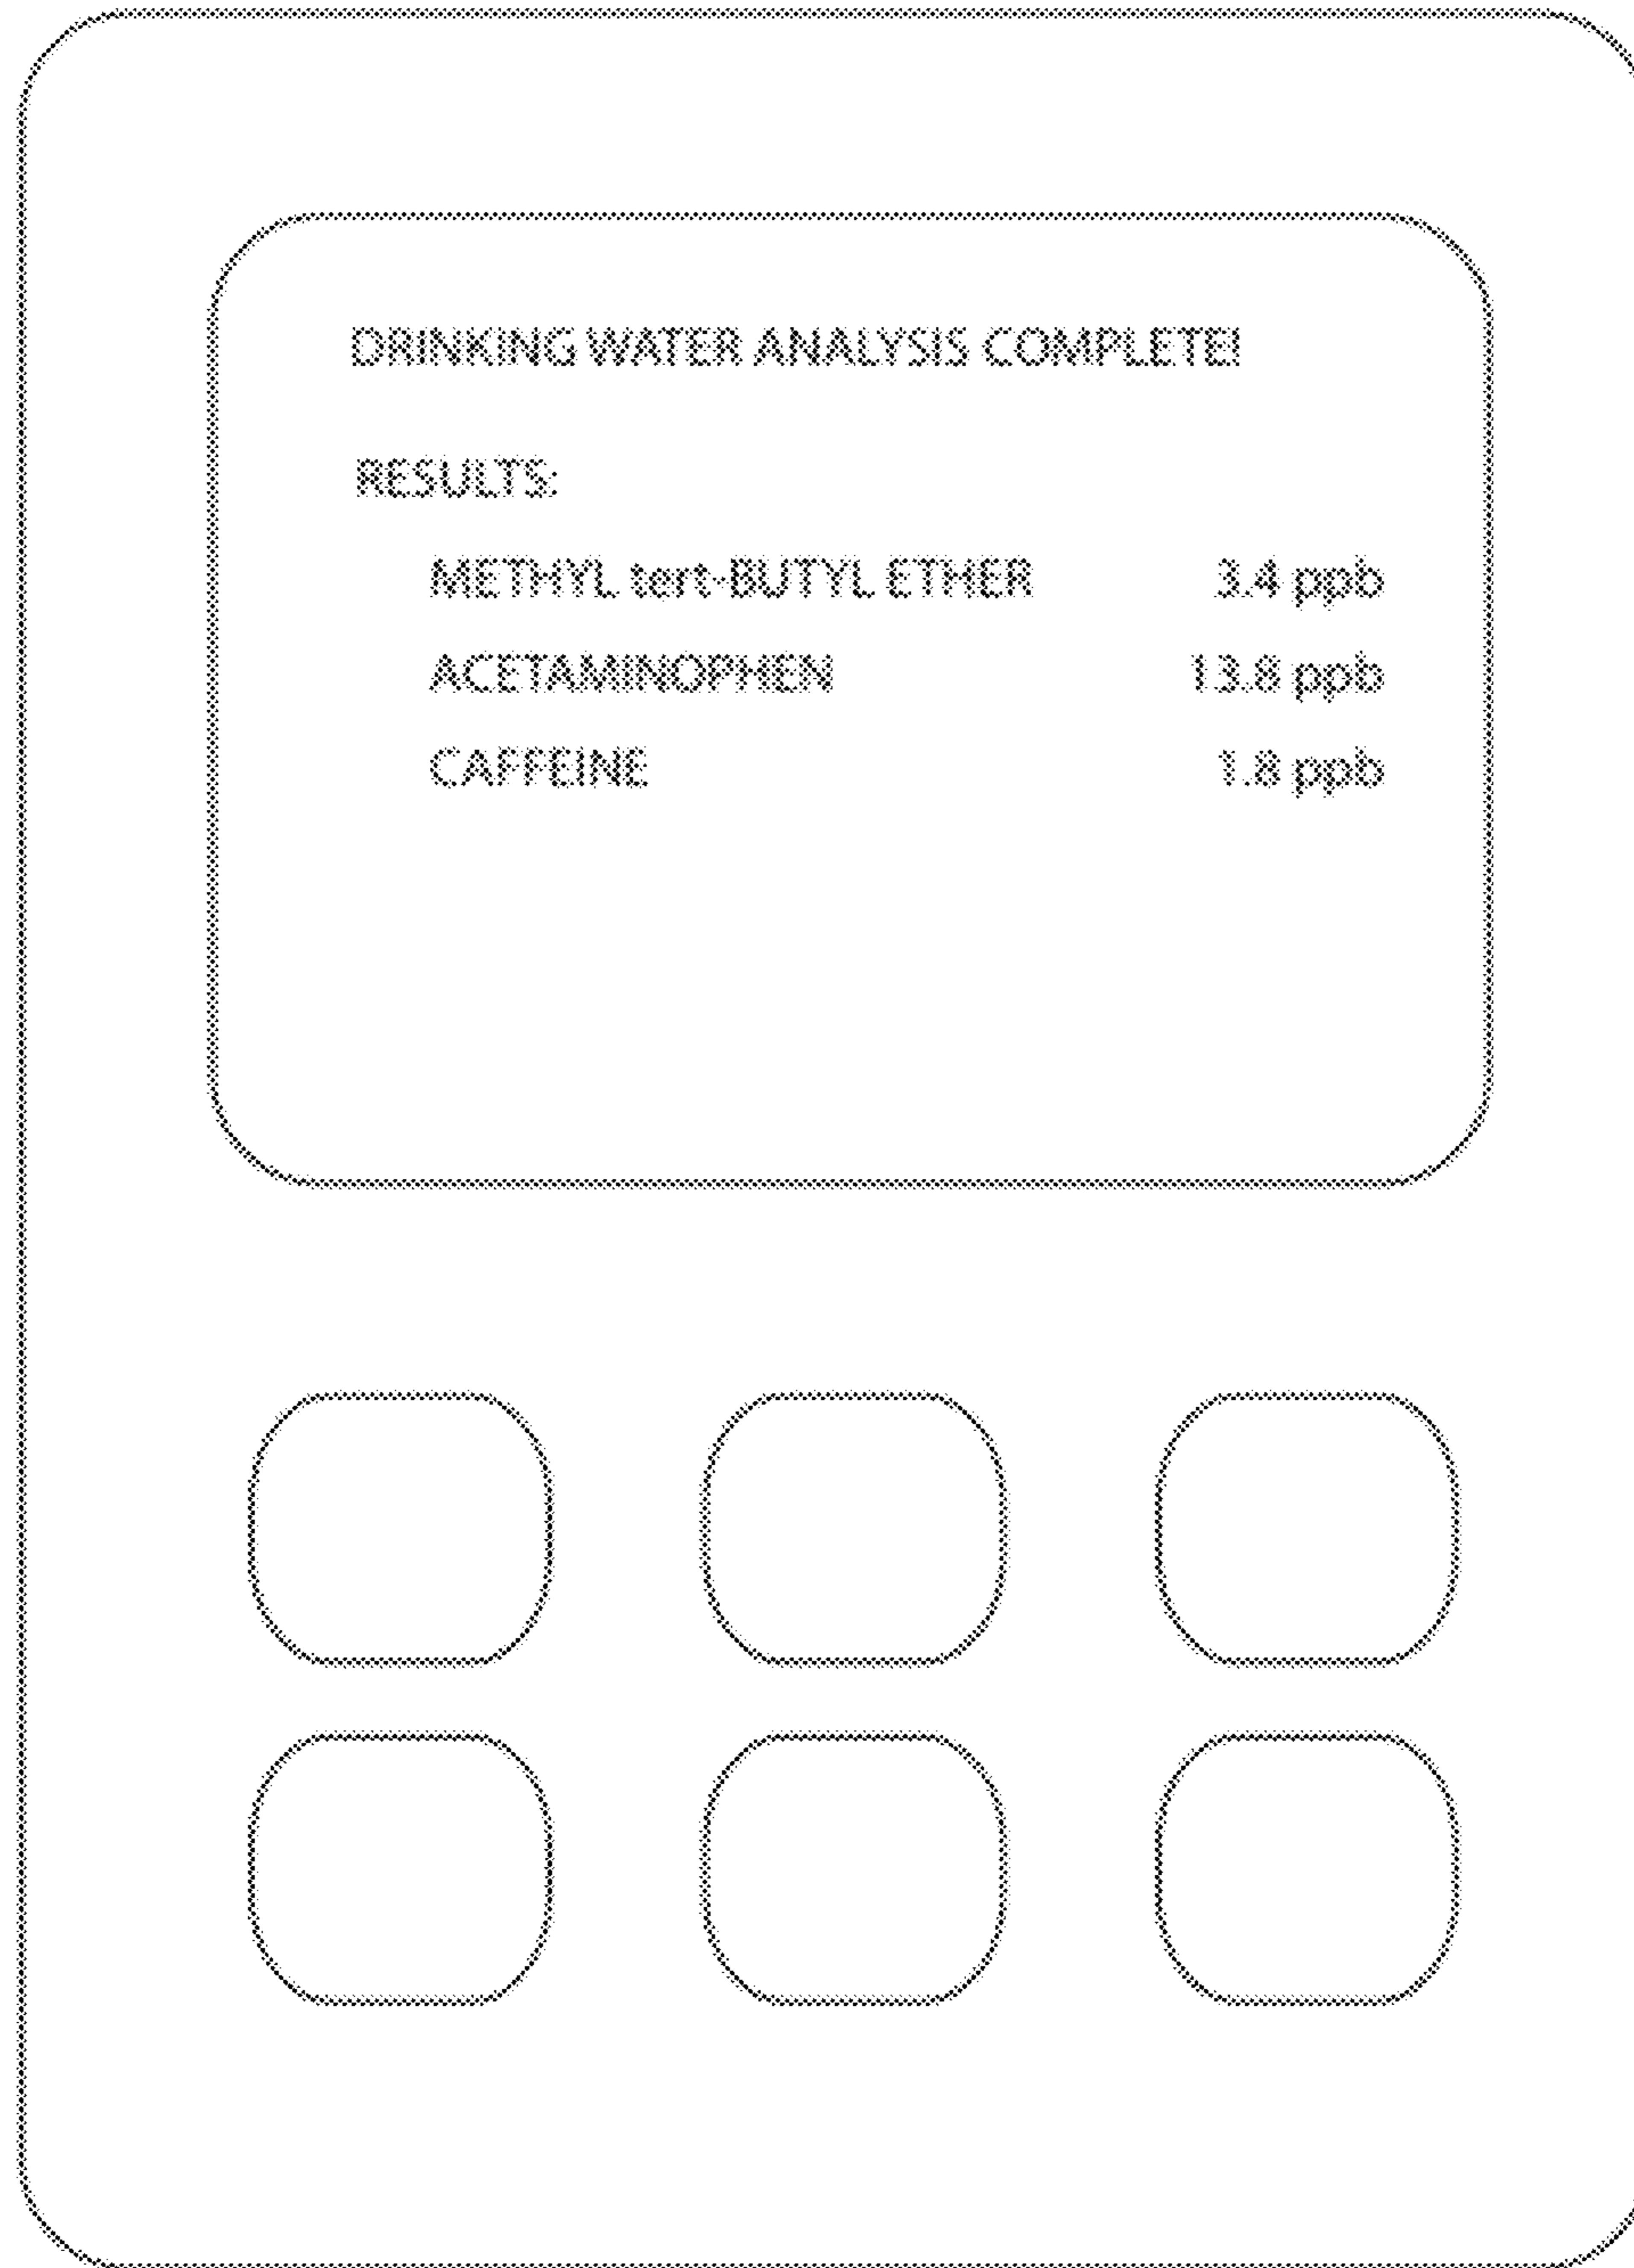 DRINKING WATER ANALYSIS COMPLETE!
RESULTS:
METHYL tert-BUTYL ETHER 3.4 ppb
ACETAMINOPHEN 13.8 ppb
CAFFEINE 1.8 ppb